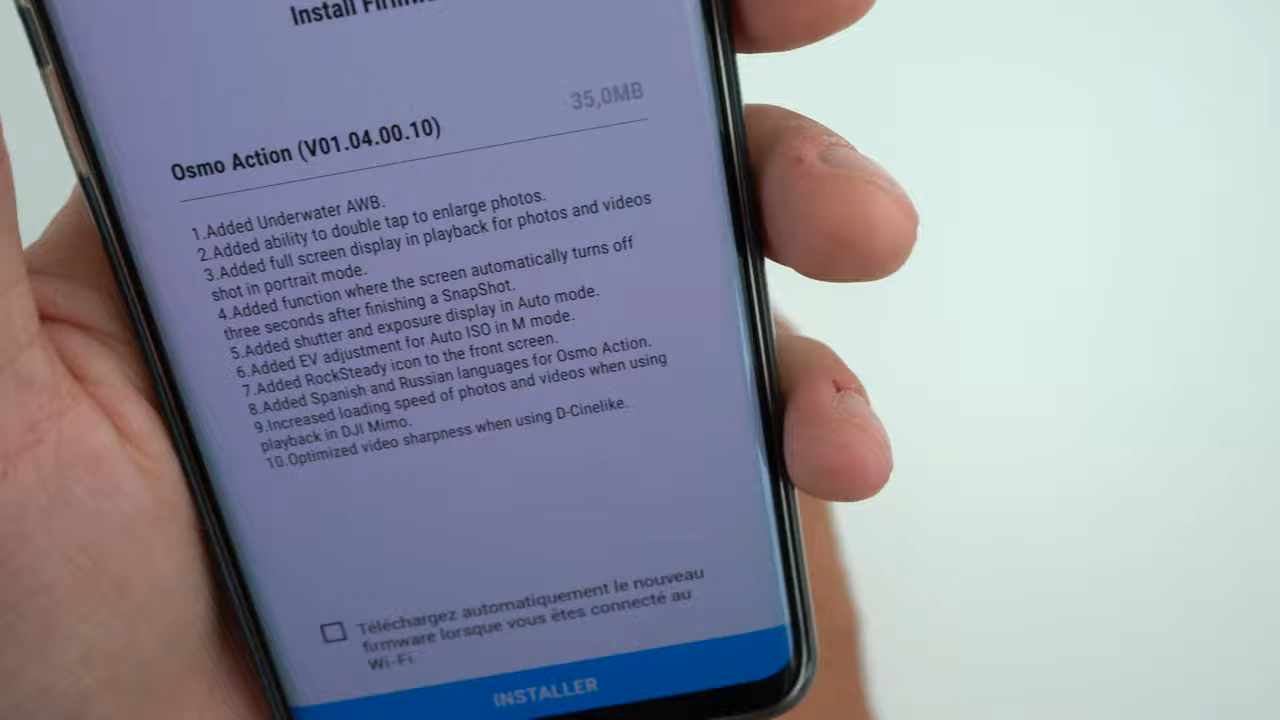 Install
35,0MB
Osmo Action (V01.04.00.10)
1.Added Underwater AWB.
2.Added ability to double tap to enlarge photos.
3.Added full screen display in playback for photos and videos
shot in portrait mode.
4.Added function where the screen automatically turns off
three seconds after finishing a SnapShot.
5.Added shutter and exposure display in Auto mode.
6.Added EV adjustment for Auto ISO in M mode.
7.Added RockSteady icon to the front screen.
8.Added Spanish and Russian languages for Osmo Action.
9.Increased loading speed of photos and videos when using
playback in DJI Mimo.
10.Optimized video sharpness when using D-Cinelike.
Téléchargez automatiquement le nouveau
firmware lorsque vous êtes connecté au
Wi-Fi.
INSTALLER